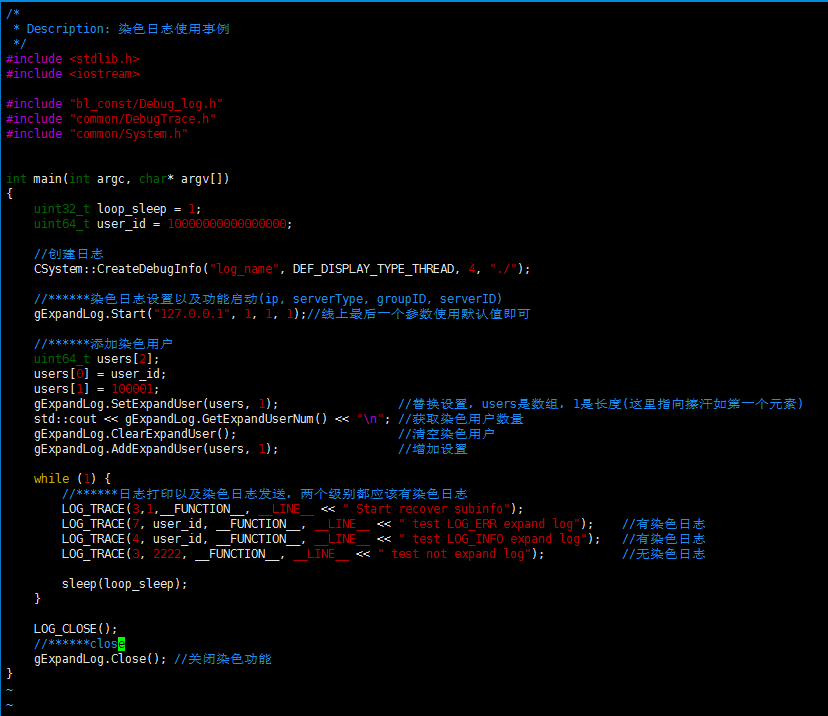 /*
 * Description: 染色日志使用事例
 */
#include <stdlib.h>
#include <iostream>
#include "bl_const/Debug_log.h"
#include "common/DebugTrace.h"
#include "common/System.h"
int main(int argc, char* argv[])
{
    uint32_t loop_sleep = 1;
    uint64_t user_id = 10000000000000000;
    //创建日志
    CSystem::CreateDebugInfo("log_name", DEF_DISPLAY_TYPE_THREAD, 4, "./");
    //******染色日志设置以及功能启动(ip, serverType, groupID, serverID)
    gExpandLog.Start("127.0.0.1", 1, 1, 1);//线上最后一个参数使用默认值即可
    //******添加染色用户
    uint64_t users[2];
    users[0] = user_id;
    users[1] = 100001;
    gExpandLog.SetExpandUser(users, 1);                 //替换设置，users是数组，1是长度(这里指向擦汗如第一个元素)
    std::cout << gExpandLog.GetExpandUserNum() << "\n"; //获取染色用户数量
    gExpandLog.ClearExpandUser();                       //清空染色用户
    gExpandLog.AddExpandUser(users, 1);                 //增加设置
    while (1) {
        //******日志打印以及染色日志发送，两个级别都应该有染色日志
        LOG_TRACE(3,1,__FUNCTION__, __LINE__ << " Start recover subinfo");
        LOG_TRACE(7, user_id, __FUNCTION__, __LINE__ << " test LOG_ERR expand log");    //有染色日志
        LOG_TRACE(4, user_id, __FUNCTION__, __LINE__ << " test LOG_INFO expand log");   //有染色日志
        LOG_TRACE(3, 2222, __FUNCTION__, __LINE__ << " test not expand log");           //无染色日志
        sleep(loop_sleep);
    }
    LOG_CLOSE();
    //******close
    gExpandLog.Close(); //关闭染色功能
}
~
~